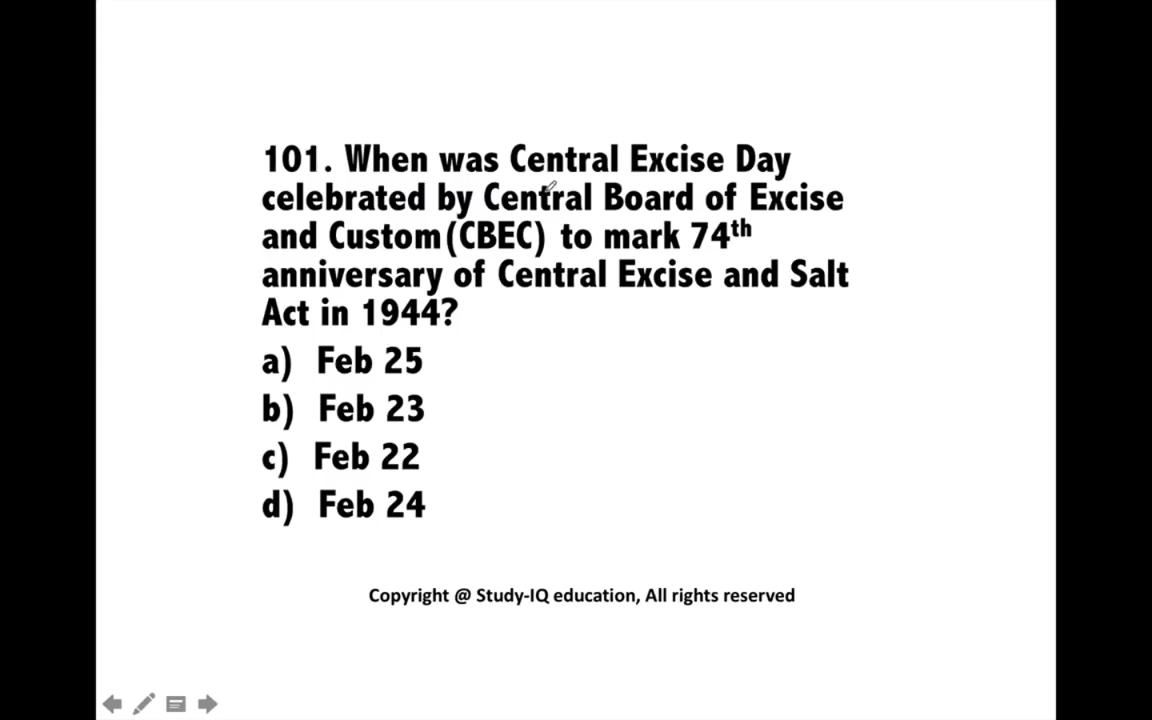 101. When was Central Excise Day
celebrated by Central Board of Excise
and Custom(CBEC) to mark 74th
anniversary of Central Excise and Salt
Act in 1944?
a) Feb 25
b) Feb 23
c) Feb 22
d) Feb 24
Copyright @ Study-IQ education, All rights reserved